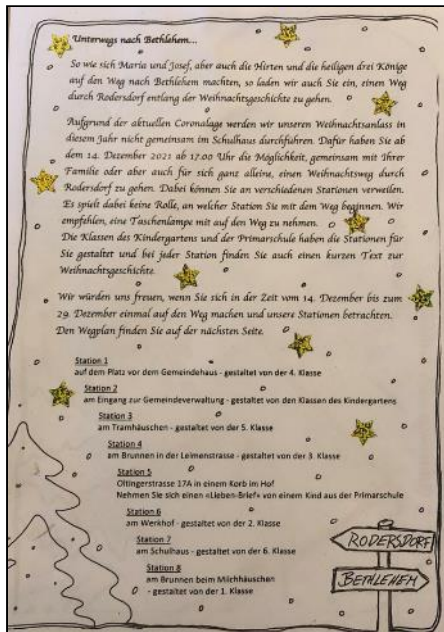 Unterwegs nach Bethlehem...
So wie sich Maria und Josef, aber auch die Hirten und die heiligen drei Könige
auf den Weg nach Bethlehem machten, so laden wir auch Sie ein, einen Weg
durch Rodersdorf entlang der Weihnachtsgeschichte zu gehen.
Aufgrund der aktuellen Coronalage werden wir unseren Weihnachtsanlass in
diesem Jahr nicht gemeinsam im Schulhaus durchführen. Dafür haben Sie ab
dem 14. Dezember 2021 ab 17.00 Uhr die Möglichkeit, gemeinsam mit Ihrer
Familie oder aber auch für sich ganz alleine, einen Weihnachtsweg durch
Rodersdorf zu gehen. Dabei können Sie an verschiedenen Stationen verweilen.
Es spielt dabei keine Rolle, an welcher Station Sie mit dem Weg beginnen. Wir
empfehlen, eine Taschenlampe mit auf den Weg zu nehmen.
Die Klassen des Kindergartens und der Primarschule haben die Stationen für
Sie gestaltet und bei jeder Station finden Sie auch einen kurzen Text zur
Weihnachtsgeschichte.
Wir würden uns freuen, wenn Sie sich in der Zeit vom 14. Dezember bis zum
29. Dezember einmal auf den Weg machen und unsere Stationen betrachten.
Den Wegplan finden Sie auf der nächsten Seite.
Station 1
auf dem Platz vor dem Gemeindehaus - gestaltet von der 4. Klasse
Station 2
am Eingang zur Gemeindeverwaltung - gestaltet von den Klassen des Kindergartens
Station 3
am Tramhäuschen - gestaltet von der 5. Klasse
Station 4
am Brunnen in der Leimenstrasse - gestaltet von der 3. Klasse
Station 5
Oltingerstrasse 17A in einem Korb im Hof
Nehmen Sie sich einen «Lieben-Brief» von einem Kind aus der Primarschule
Station 6
am Werkhof - gestaltet von der 2. Klasse
Station 7
am Schulhaus - gestaltet von der 6. Klasse
Station 8
am Brunnen beim Milchhäuschen
- gestaltet von der 1. Klasse
RODERSDORF
BETHLEHEM